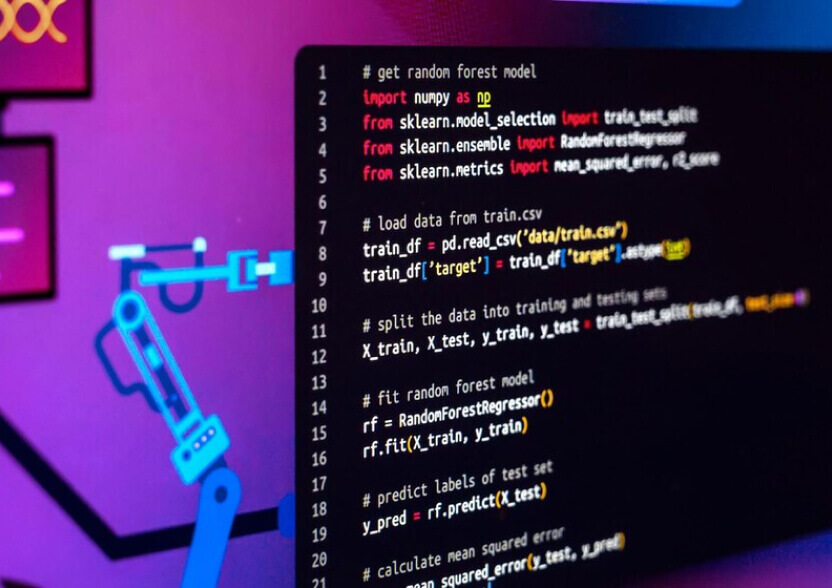 1 # get random forest model
2 import numpy as np
3 from sklearn.model_selection import train_test_split
4 from sklearn.ensemble import RandomForestRegressor
5 from sklearn.metrics import mean_squared_error, r2_score
6
7 # load data from train.csv
8 train_df = pd.read_csv('data/train.csv')
9 train_df['target'] = train_df['target'].astype(int)
10
11 # split the data into training and testing sets
12 X_train, X_test, y_train, y_test = train_test_split(train_df,
13
14 # fit random forest model
15 rf = RandomForestRegressor()
16 rf.fit(X_train, y_train)
17
18 # predict labels of test set
19 y_pred = rf.predict(X_test)
20
21 # calculate mean squared error
mean_squared_error(y_test, y_pred)